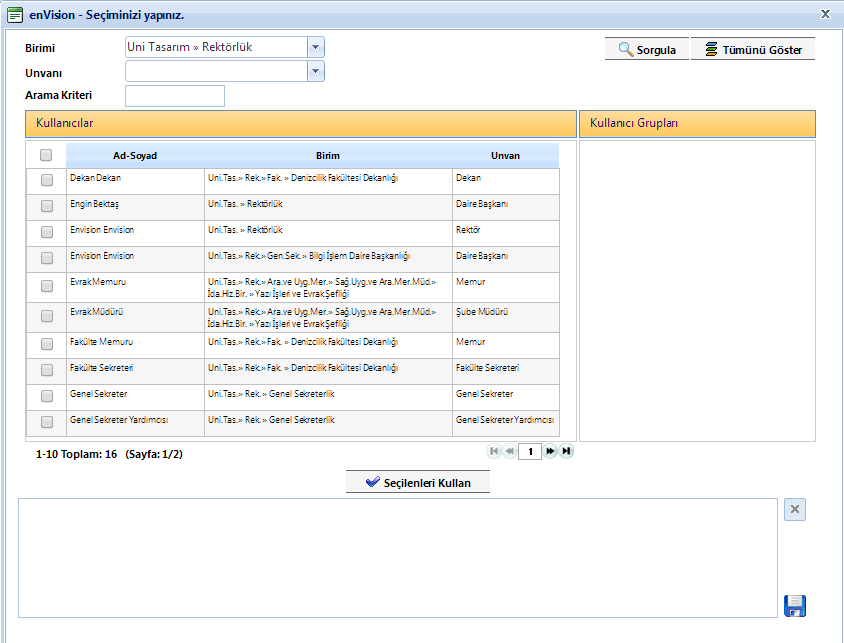 enVision - Seçiminizi yapınız.
Birimi
Uni Tasarım » Rektörlük
Sorgula
Tümünü Göster
Unvanı
Arama Kriteri
Kullanıcılar
Kullanıcı Grupları
Ad-Soyad Birim Unvan
Dekan Dekan Uni.Tas.» Rek.» Fak. » Denizcilik Fakültesi Dekanlığı Dekan
Engin Bektaş Uni.Tas. » Rektörlük Daire Başkanı
Envision Envision Uni.Tas. » Rektörlük Rektör
Envision Envision Uni.Tas.» Rek.» Gen.Sek. » Bilgi İşlem Daire Başkanlığı Daire Başkanı
Evrak Memuru Uni.Tas.» Rek.» Ara.ve Uyg.Mer.» Sağ.Uyg.ve Ara.Mer.Müd.» Memur
İda.Hz.Bir. » Yazı İşleri ve Evrak Şefliği
Evrak Müdürü Uni.Tas.» Rek.» Ara.ve Uyg.Mer.» Sağ.Uyg.ve Ara.Mer.Müd.» Şube Müdürü
İda.Hz.Bir. » Yazı İşleri ve Evrak Şefliği
Fakülte Memuru Uni.Tas.» Rek.» Fak. » Denizcilik Fakültesi Dekanlığı Memur
Fakülte Sekreteri Uni.Tas.» Rek.» Fak. » Denizcilik Fakültesi Dekanlığı Fakülte Sekreteri
Genel Sekreter Uni.Tas.» Rek.» Genel Sekreterlik Genel Sekreter
Genel Sekreter Yardımcısı Uni.Tas.» Rek.» Genel Sekreterlik Genel Sekreter Yardımcısı
1-10 Toplam: 16 (Sayfa: 1/2)
1
Seçilenleri Kullan